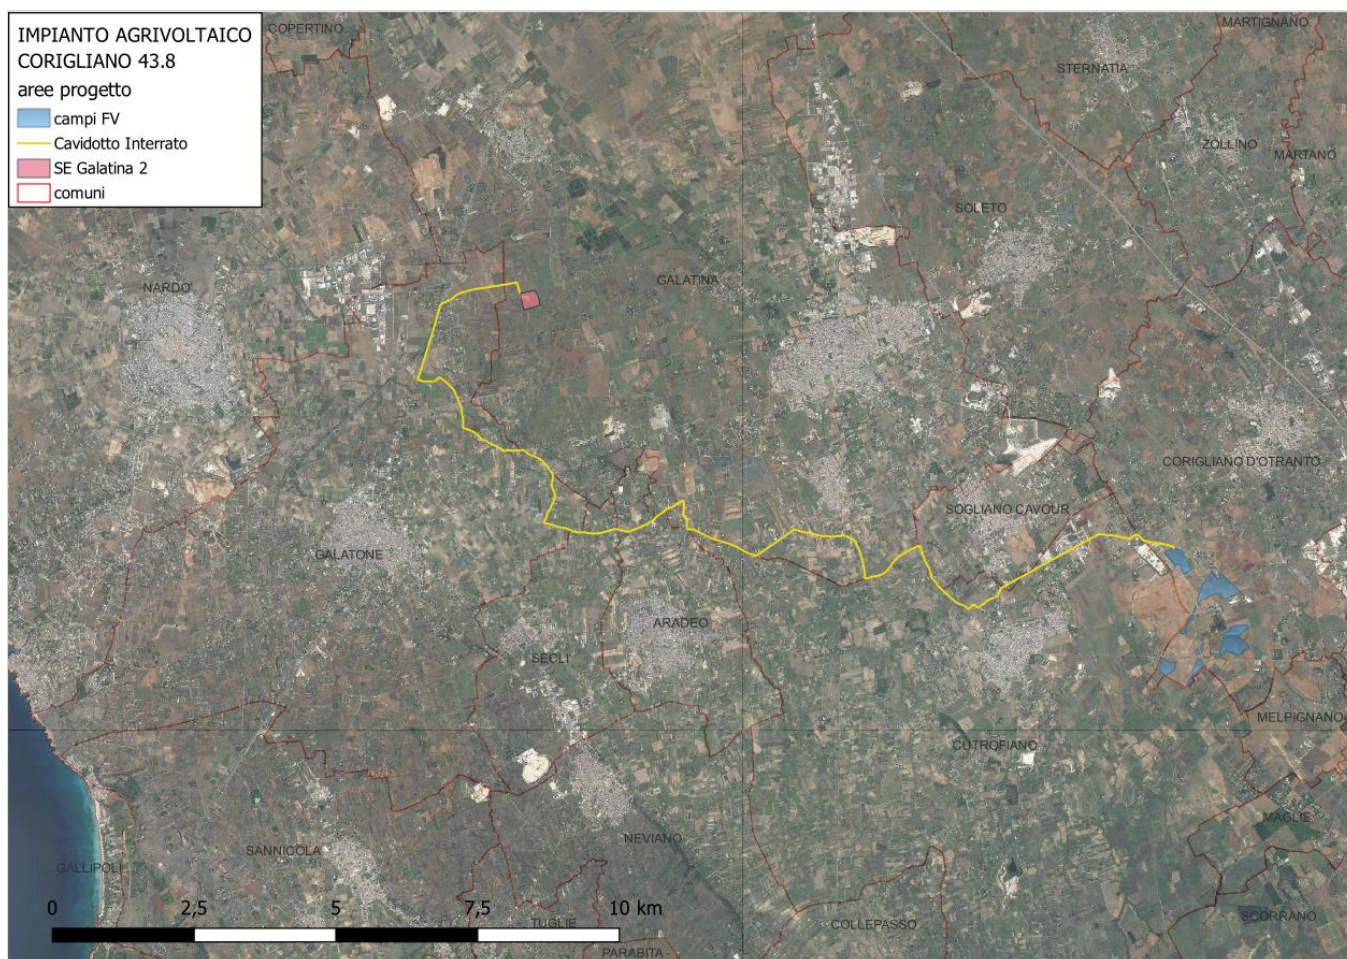 IMPIANTO AGRIVOLTAICO
CORIGLIANO 43.8
aree progetto
campi FV
Cavidotto Interrato
SE Galatina 2
comuni
COPERTINO
MARTIGNANO
STERNATIA
ZOLLINO
MARTANO
SOLETO
GALATINA
NARDO'
CORIGLIANO D'OTRANTO
SOGLIANO CAVOUR
GALATONE
ARADEO
SECLI
MELPIGNANO
CUTROFIANO
MAGLIE
NEVIANO
SANNICOLA
GALLIPOLI
SCORRANO
COLLEPASSO
TUGLIE
PARABITA
0 2,5 5 7,5 10 km